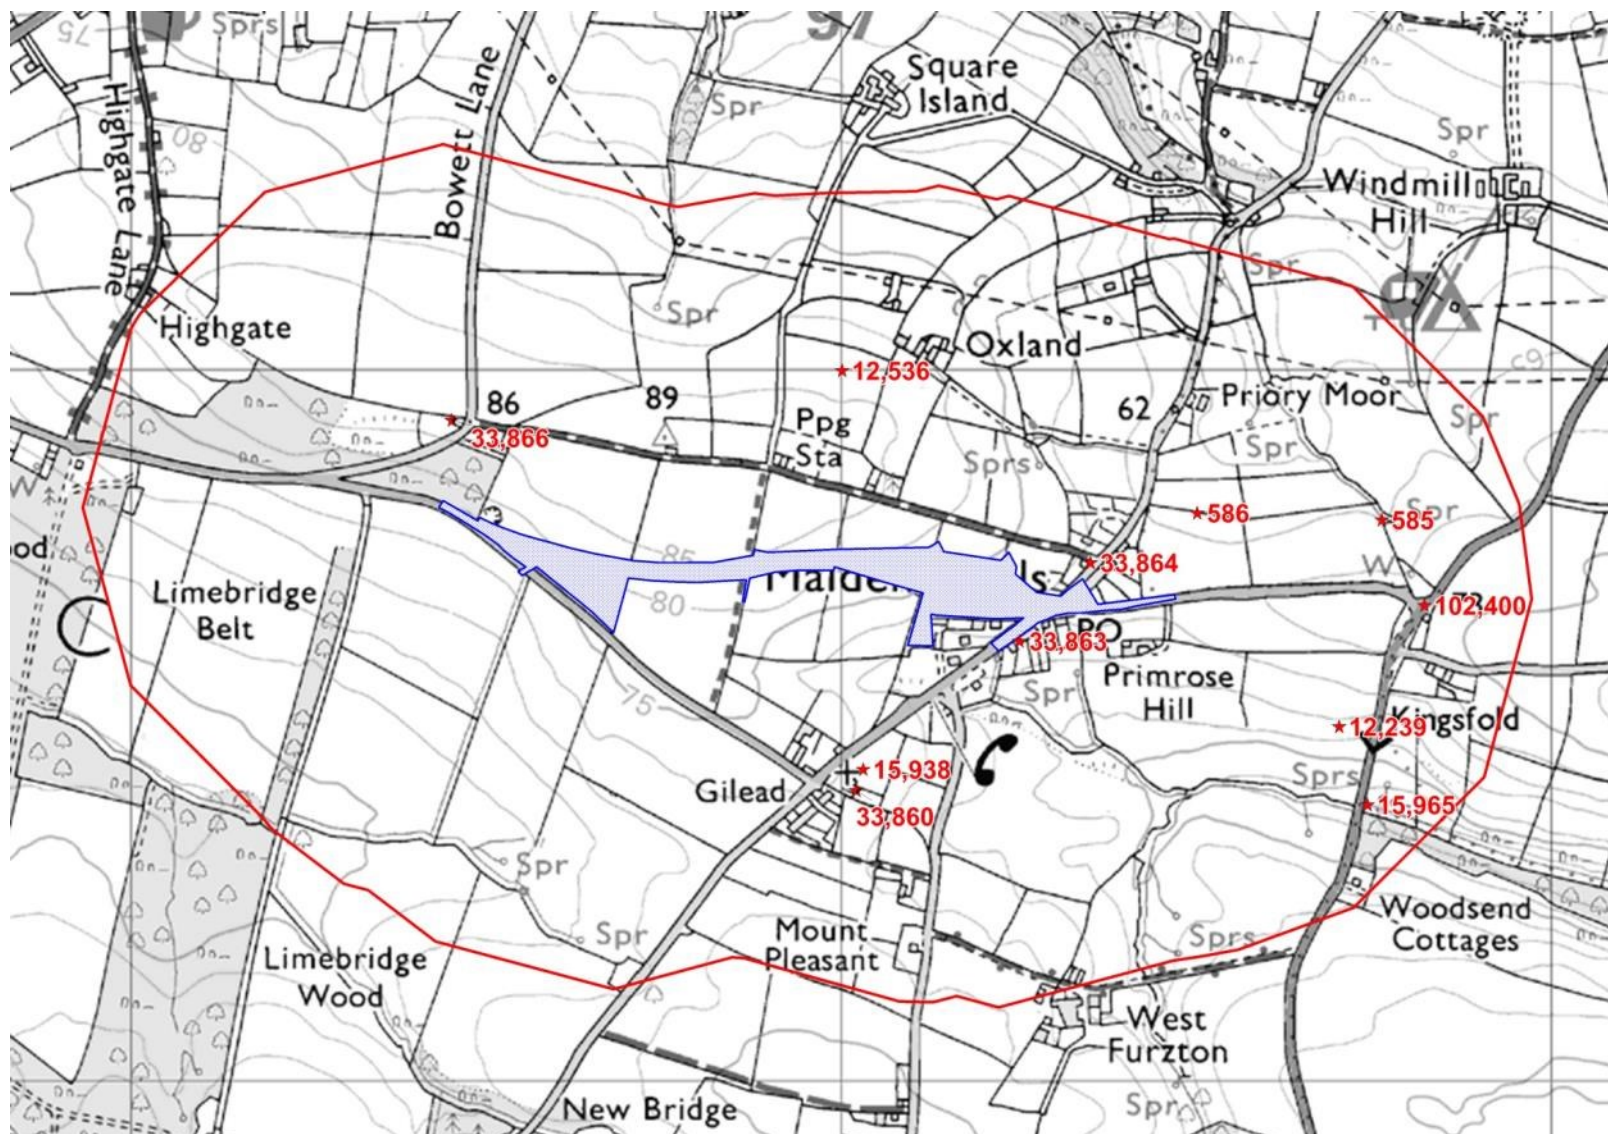 Sprs
75
Highgate Lane
80
Bowett Lane
Spr
Square
Island
Spr
Windmill
Hill
Spr
Spr
Highgate
Oxland
12,536
Priory Moor
62
Spr
Spr
86
89
33,866
Ppg
Sta
Sprs
586
585
Spr
33,864
W
85
80
102,400
Limebridge
Belt
PO
33,863
Primrose
Hill
Spr
75
12,239
Kingsfold
15,938
Gilead
33,860
Sprs
15,965
Spr
Spr
Mount
Pleasant
Sprs
Woodsend
Cottages
Limebridge
Wood
West
Furzton
New Bridge
Spr